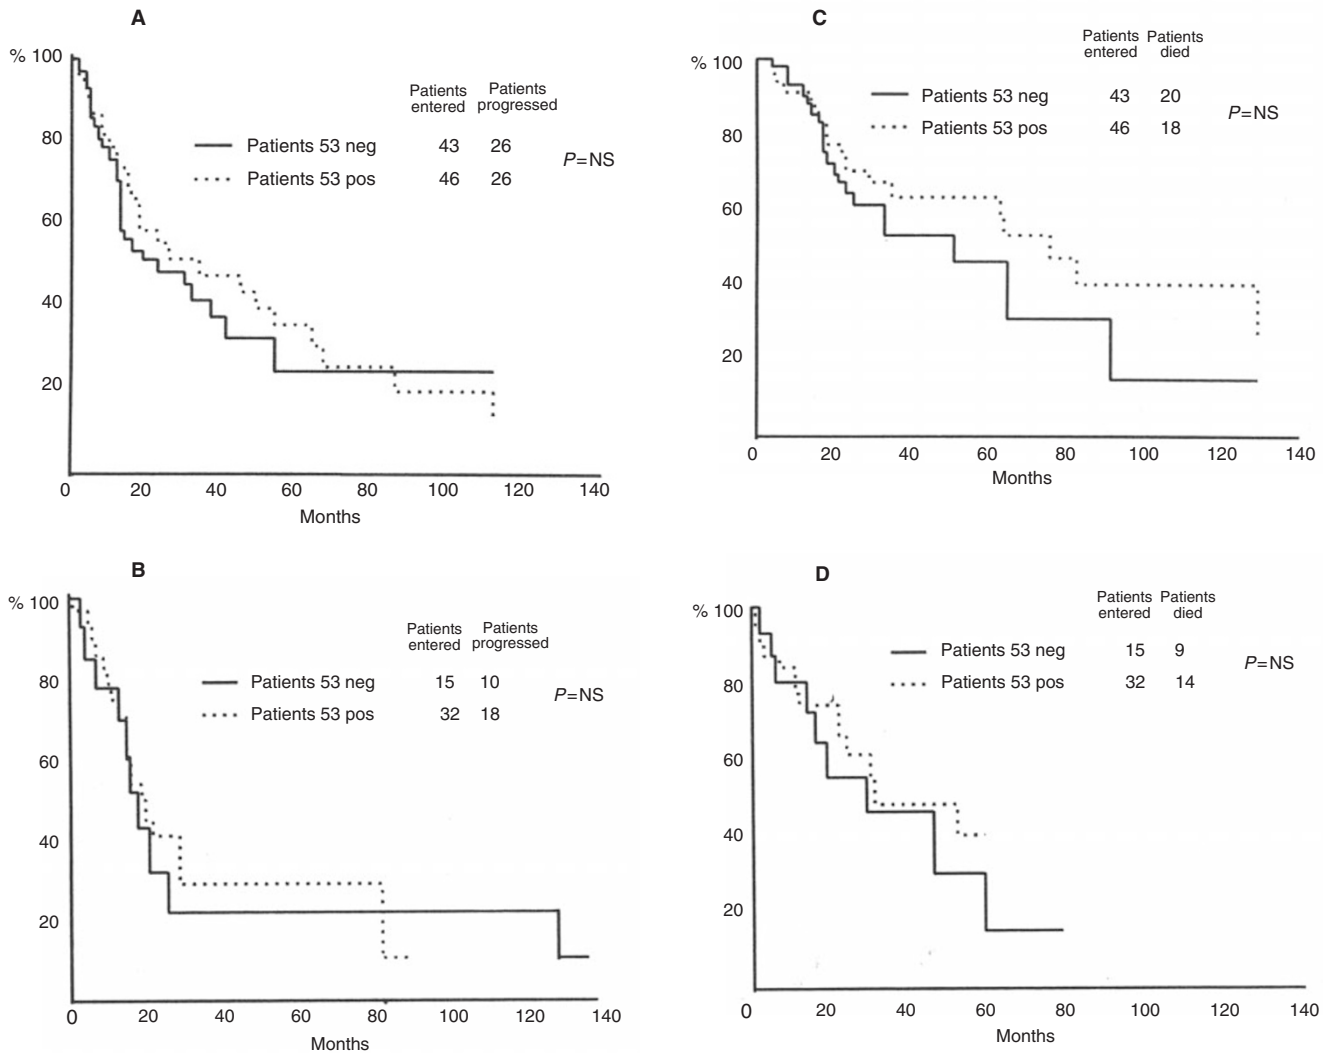 A
% 100
80
60
40
20
0 20 40 60 80 100 120 140
Months
Patients Patients
entered progressed
Patients 53 neg 43 26
Patients 53 pos 46 26
P=NS
C
% 100
80
60
40
20
0 20 40 60 80 100 120 140
Months
Patients Patients
entered died
Patients 53 neg 43 20
Patients 53 pos 46 18
P=NS
B
% 100
80
60
40
20
0 20 40 60 80 100 120 140
Months
Patients Patients
entered progressed
Patients 53 neg 15 10
Patients 53 pos 32 18
P=NS
D
% 100
80
60
40
20
0 20 40 60 80 100 120 140
Months
Patients Patients
entered died
Patients 53 neg 15 9
Patients 53 pos 32 14
P=NS